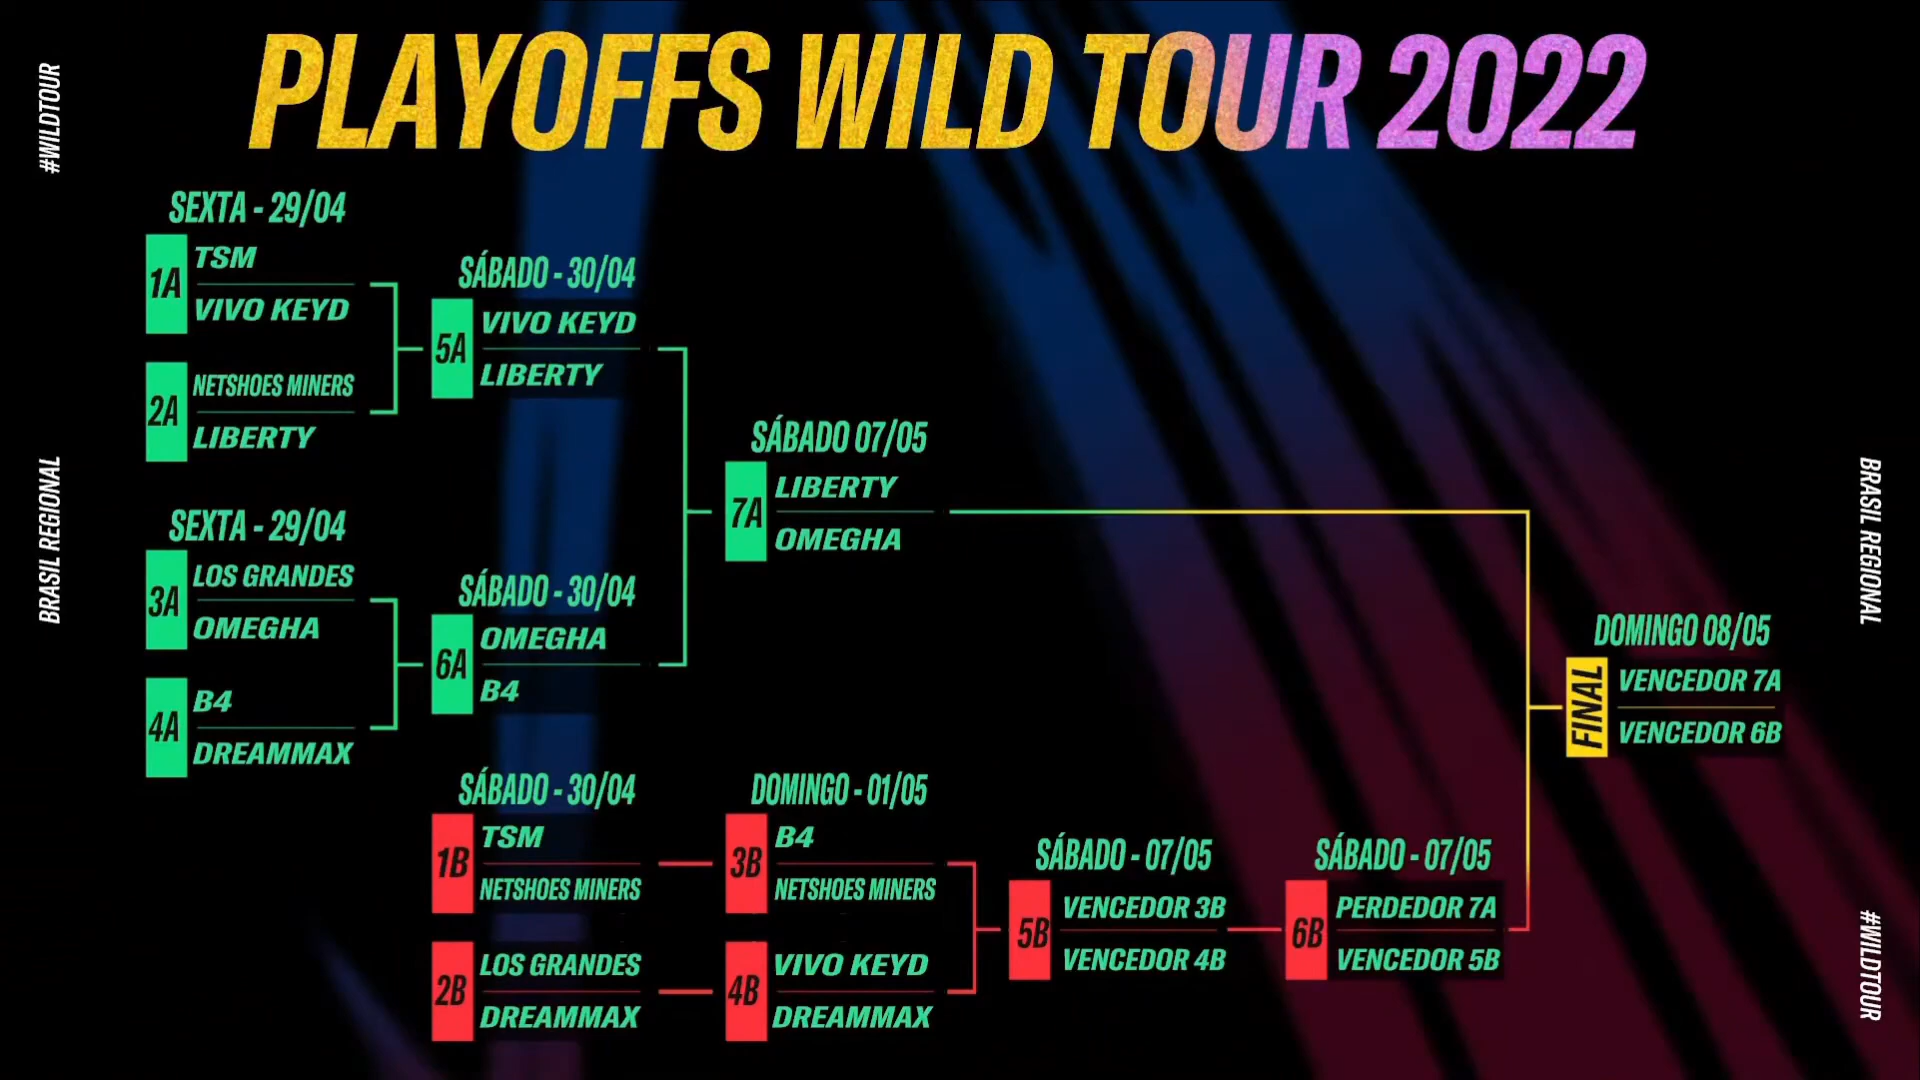 PLAYOFFS WILD TOUR 2022
#WILDTOUR
BRASIL REGIONAL
SEXTA - 29/04
1A
TSM
VIVO KEYD
2A
NETSHOES MINERS
LIBERTY
SEXTA - 29/04
3A
LOS GRANDES
OMEGHA
4A
B4
DREAMMAX
SÁBADO - 30/04
5A
VIVO KEYD
LIBERTY
SÁBADO - 30/04
6A
OMEGHA
B4
SÁBADO 07/05
7A
LIBERTY
OMEGHA
SÁBADO - 30/04
1B
TSM
NETSHOES MINERS
2B
LOS GRANDES
DREAMMAX
DOMINGO - 01/05
3B
B4
NETSHOES MINERS
4B
VIVO KEYD
DREAMMAX
SÁBADO - 07/05
5B
VENCEDOR 3B
VENCEDOR 4B
SÁBADO - 07/05
6B
PERDEDOR 7A
VENCEDOR 5B
DOMINGO 08/05
FINAL
VENCEDOR 7A
VENCEDOR 6B
BRASIL REGIONAL
#WILDTOUR